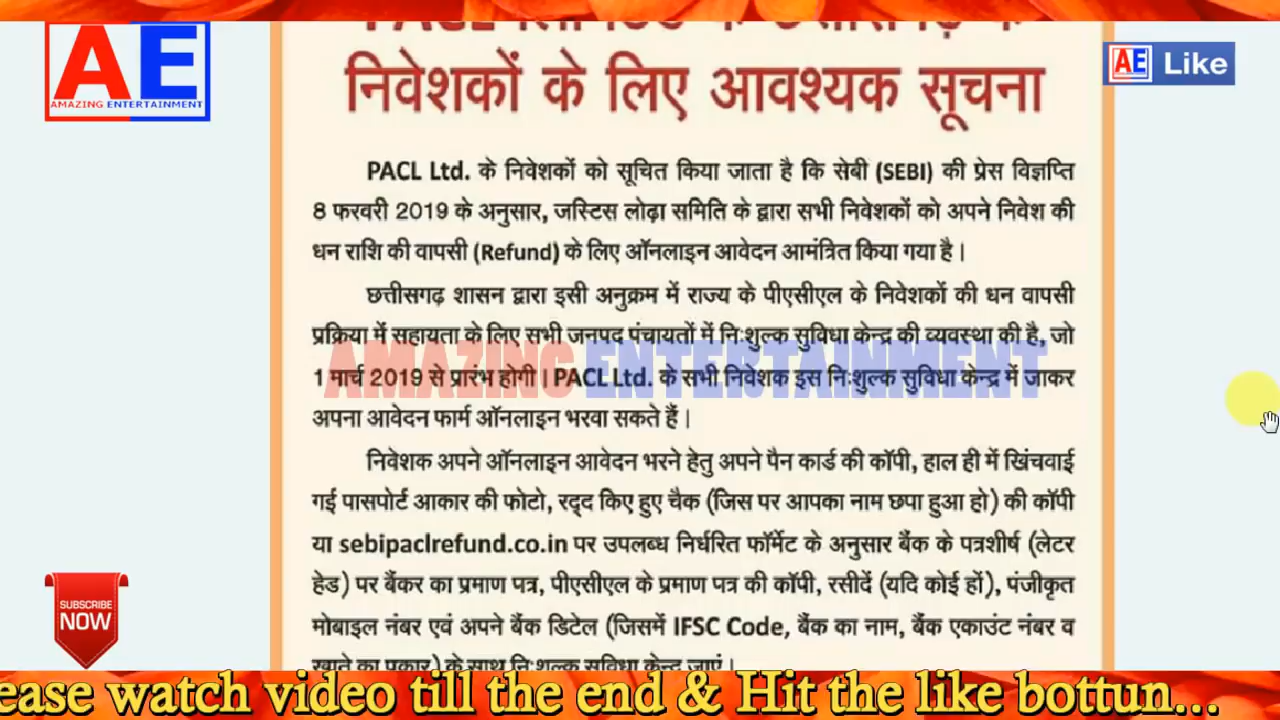 AE
AMAZING ENTERTAINMENT
AE Like
निवेशकों के लिए आवश्यक सूचना
PACL Ltd. के निवेशकों को सूचित किया जाता है कि सेबी (SEBI) की प्रेस विज्ञप्ति
8 फरवरी 2019 के अनुसार, जस्टिस लोढ़ा समिति के द्वारा सभी निवेशकों को अपने निवेश की
धन राशि की वापसी (Refund) के लिए ऑनलाइन आवेदन आमंत्रित किया गया है।
छत्तीसगढ़ शासन द्वारा इसी अनुक्रम में राज्य के पीएसीएल के निवेशकों की धन वापसी
प्रक्रिया में सहायता के लिए सभी जनपद पंचायतों में निःशुल्क सुविधा केन्द्र की व्यवस्था की है, जो
AMAZING ENTERTAINMENT
1 मार्च 2019 से प्रारंभ होगी। PACL Ltd. के सभी निवेशक इस निःशुल्क सुविधा केन्द्र में जाकर
अपना आवेदन फार्म ऑनलाइन भरवा सकते हैं।
निवेशक अपने ऑनलाइन आवेदन भरने हेतु अपने पैन कार्ड की कॉपी, हाल ही में खिंचवाई
गई पासपोर्ट आकार की फोटो, रद्द किए हुए चैक (जिस पर आपका नाम छपा हुआ हो) की कॉपी
या sebipaclrefund.co.in पर उपलब्ध निर्धरित फॉर्मेट के अनुसार बैंक के पत्रशीर्ष (लेटर
हेड) पर बैंकर का प्रमाण पत्र, पीएसीएल के प्रमाण पत्र की कॉपी, रसीदें (यदि कोई हों), पंजीकृत
मोबाइल नंबर एवं अपने बैंक डिटेल (जिसमें IFSC Code, बैंक का नाम, बैंक एकाउंट नंबर व
खाते का प्रकार) के साथ निःशुल्क सुविधा केन्द्र जाएं।
SUBSCRIBE
NOW
ease watch video till the end & Hit the like bottun...